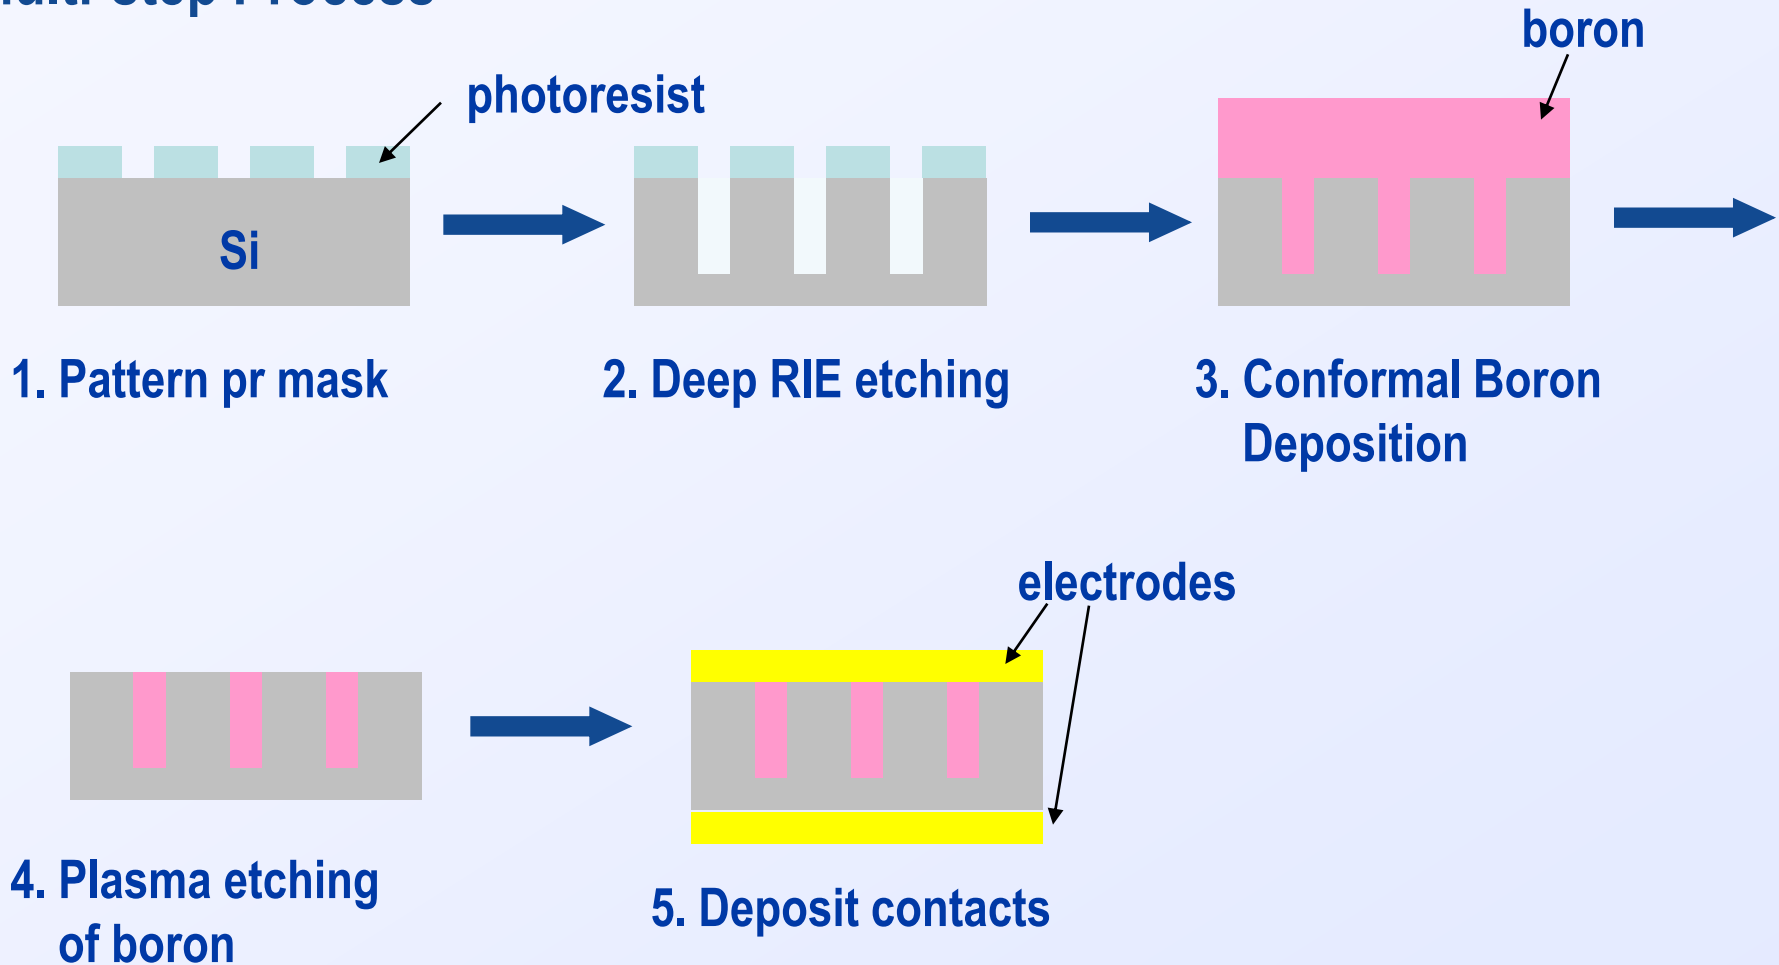 Process
boron
photoresist
Si
1. Pattern pr mask
2. Deep RIE etching
3. Conformal Boron
Deposition
electrodes
4. Plasma etching
of boron
5. Deposit contacts